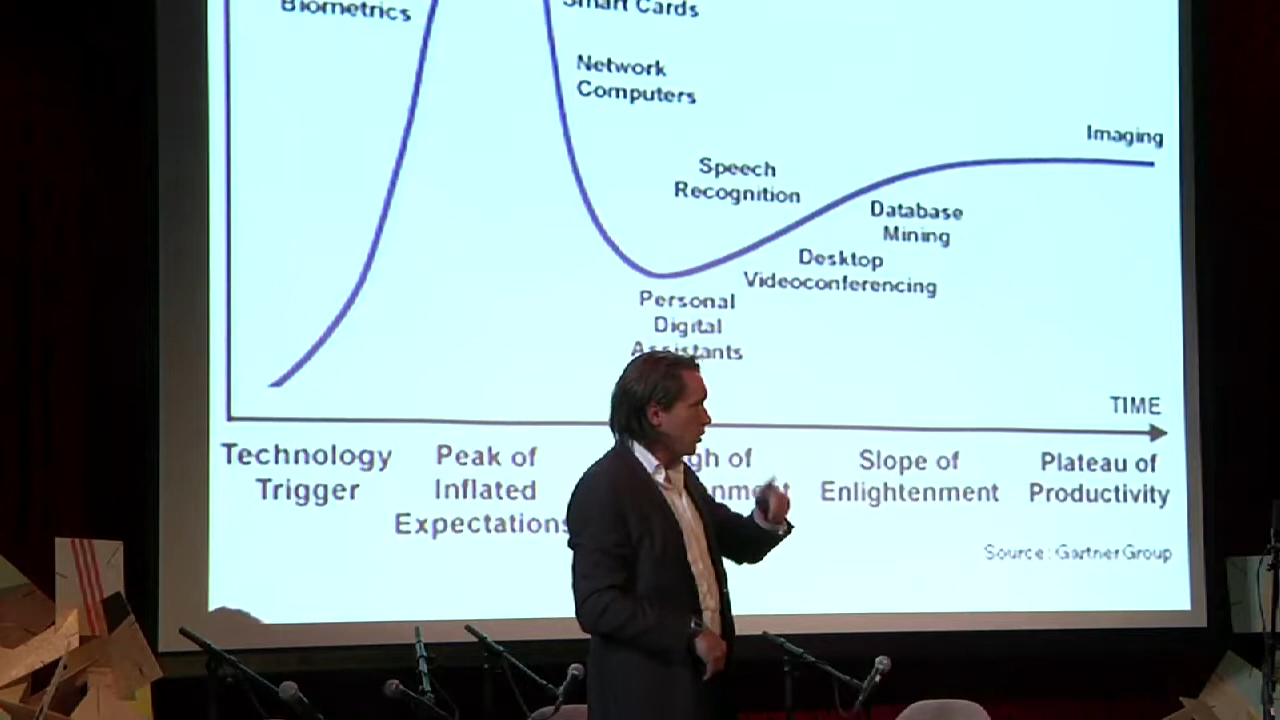 Biometrics
Smart Cards
Network
Computers
Imaging
Speech
Recognition
Database
Mining
Desktop
Videoconferencing
Personal
Digital
Assistants
TIME
Technology
Trigger
Peak of
Inflated
Expectations
of
Slope of
Enlightenment
Plateau of
Productivity
Source: GartnerGroup